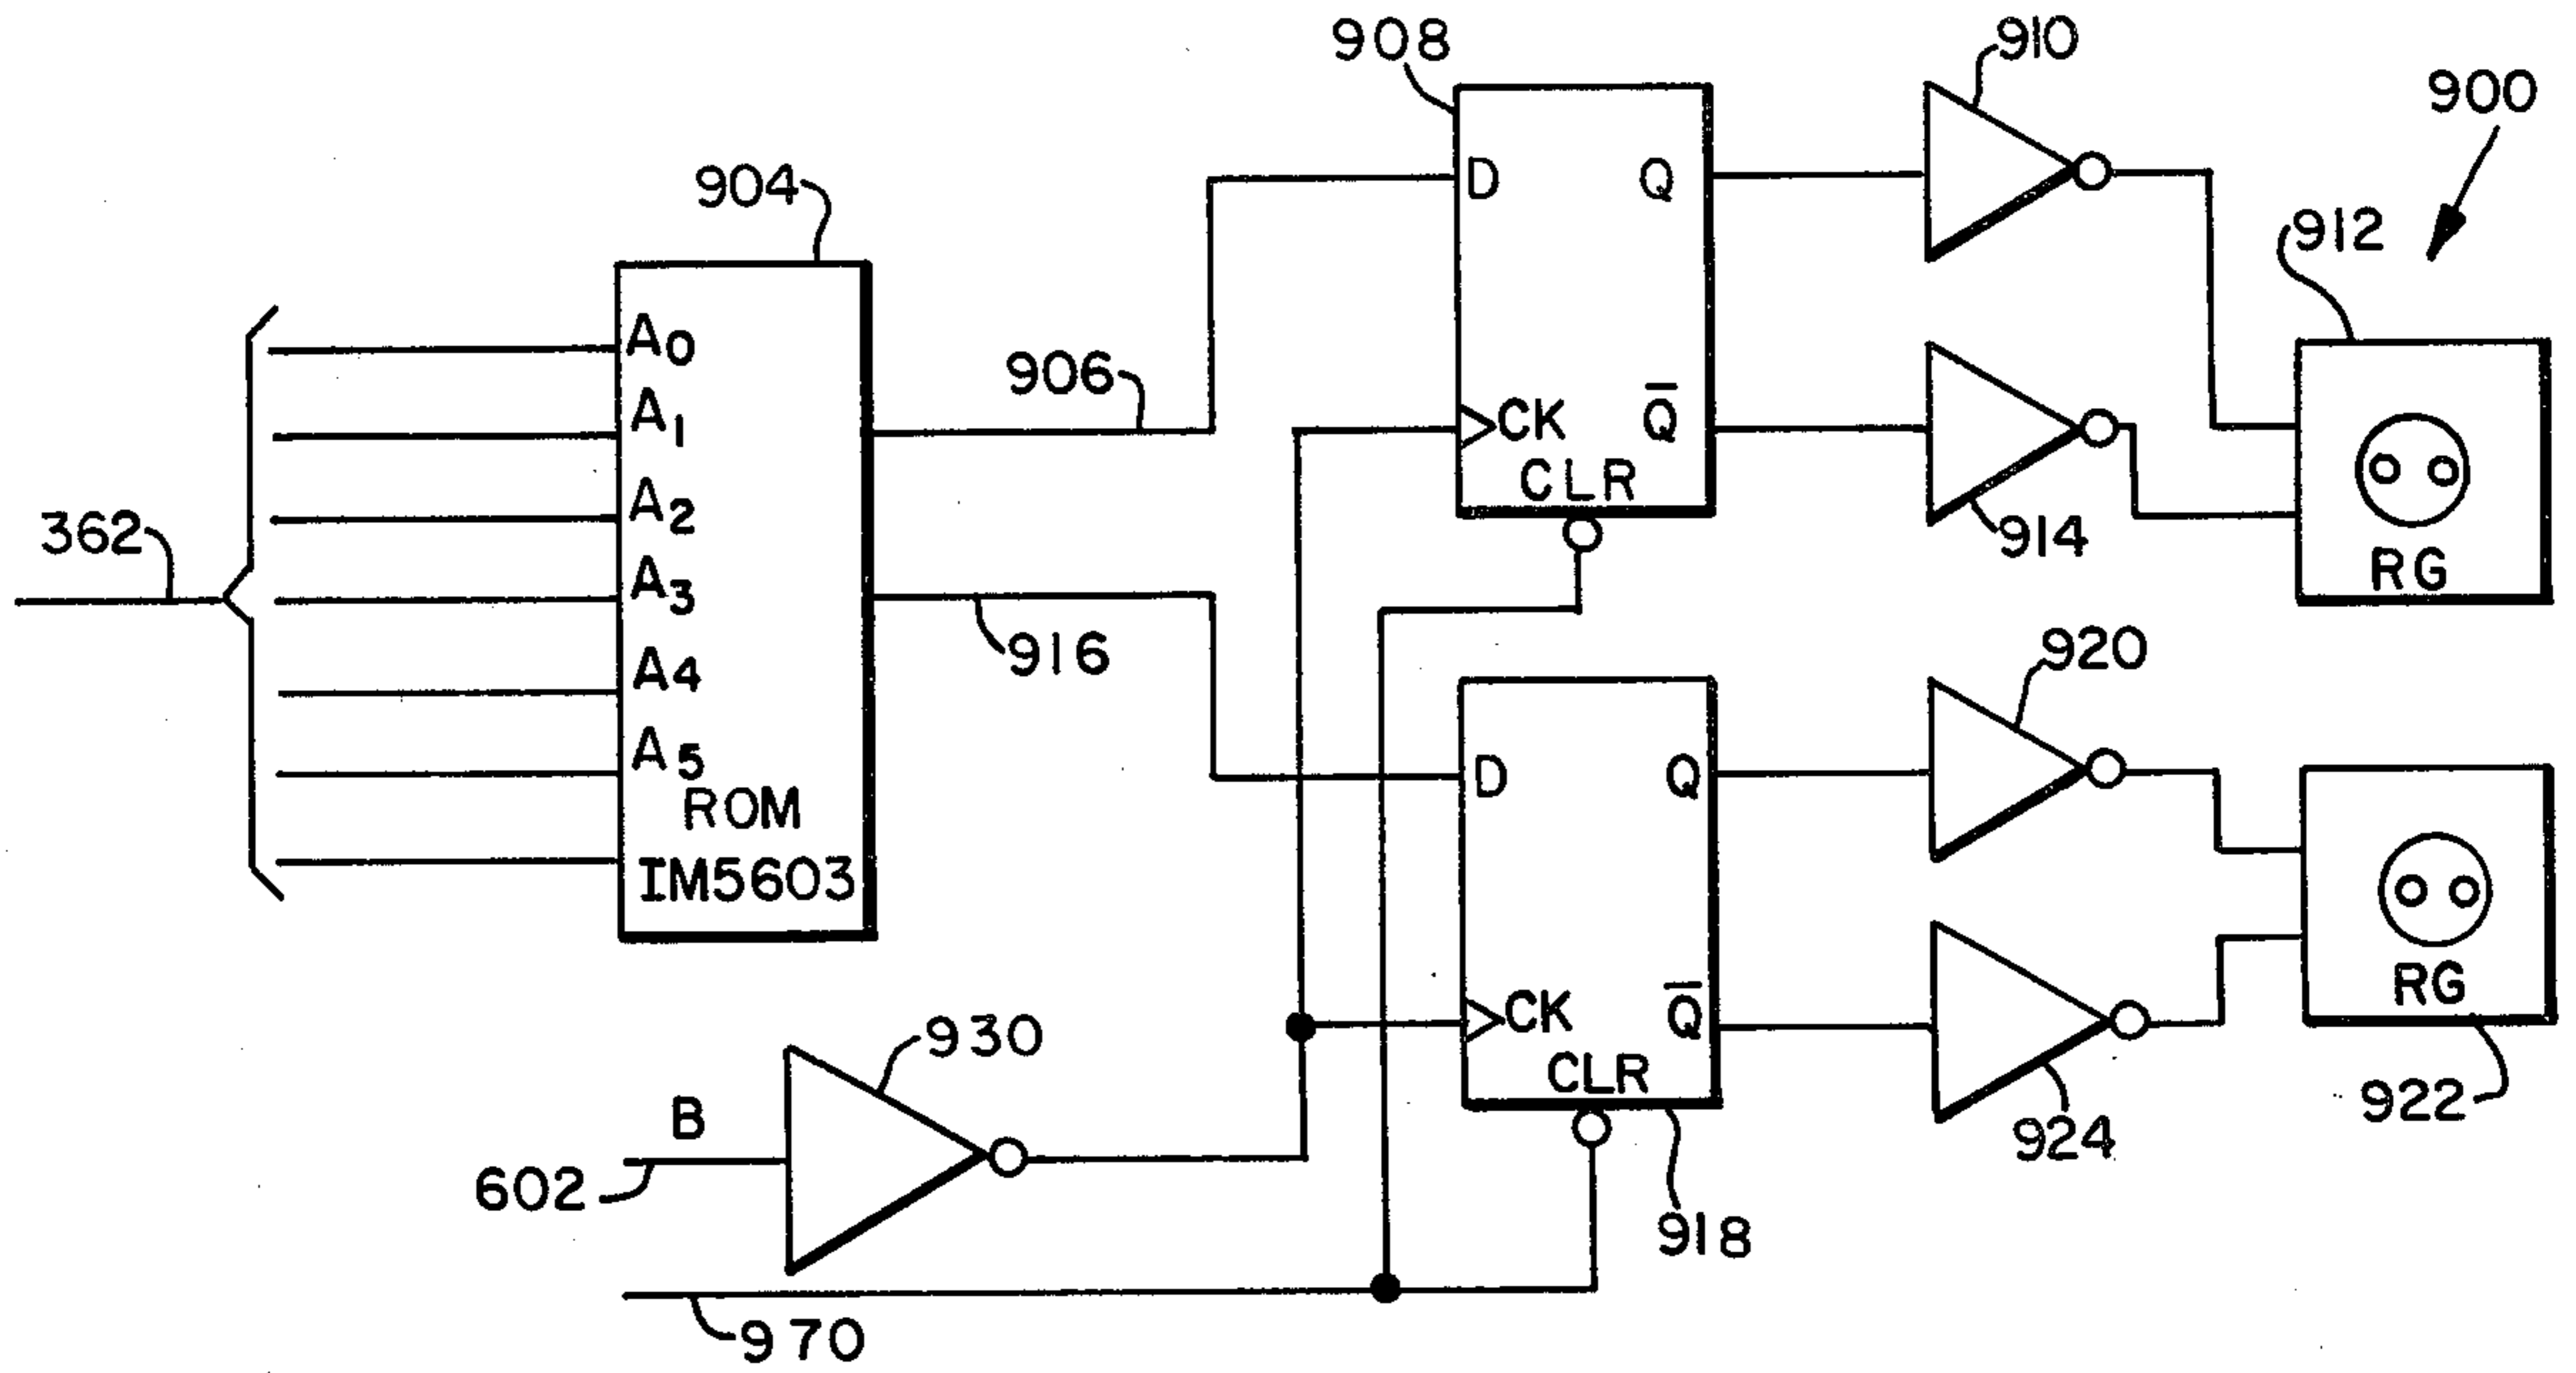 908
910
900
904
D
Q
912
A0
A1
906
CK
Q̅
CLR
A2
914
362
RG
A3
916
920
A4
A5
D
Q
ROM
IM5603
RG
930
CK
Q̅
CLR
922
B
924
602
918
970